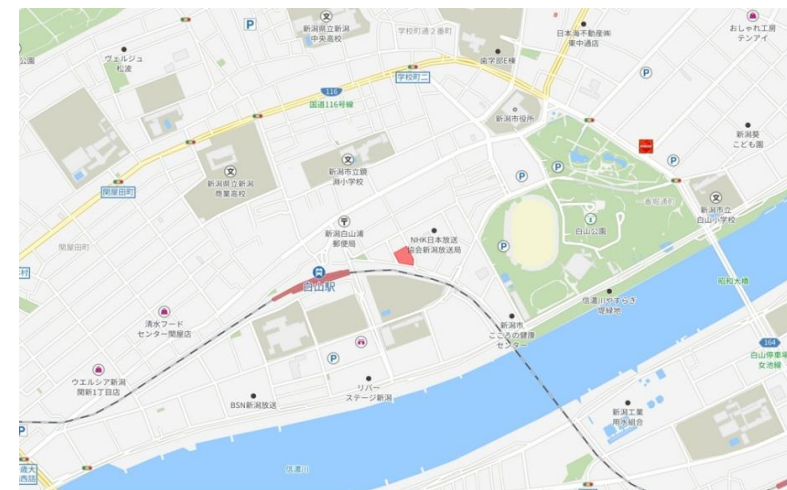 新潟県立新潟
中央高校
学校町通２番町
日本海不動産㈱
東中通店
おしゃれ工房
テンアイ
公園
ヴェルジュ
松波
歯学部E棟
学校町二
116
国道116号線
新潟市役所
新潟葵
こども園
新潟県立新潟
商業高校
新潟市立鏡
淵小学校
関屋田町
新潟市立
白山小学校
一番堀通町
白山公園
新潟白山浦
郵便局
NHK日本放送
協会新潟放送局
関屋田町
白山駅
昭和大橋
信濃川やすらぎ
堤緑地
清水フード
センター関屋店
新潟市
こころの健康
センター
164
白山停車場
女池線
ウエルシア新潟
関新1丁目店
リバー
ステージ新潟
BSN新潟放送
新潟工業
用水組合
信濃川